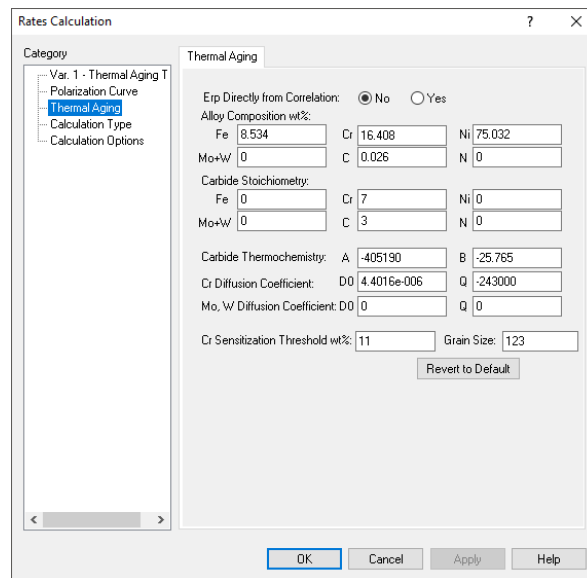 Rates Calculation ? X
Category
Var. 1 - Thermal Aging T
Polarization Curve
Thermal Aging
Calculation Type
Calculation Options
Thermal Aging
Erp Directly from Correlation: No Yes
Alloy Composition wt%:
Fe 8.534 Cr 16.408 Ni 75.032
Mo+W 0 C 0.026 N 0
Carbide Stoichiometry:
Fe 0 Cr 7 Ni 0
Mo+W 0 C 3 N 0
Carbide Thermochemistry: A -405190 B -25.765
Cr Diffusion Coefficient: D0 4.4016e-006 Q -243000
Mo, W Diffusion Coefficient: D0 0 Q 0
Cr Sensitization Threshold wt%: 11 Grain Size: 123
Revert to Default
OK Cancel Apply Help